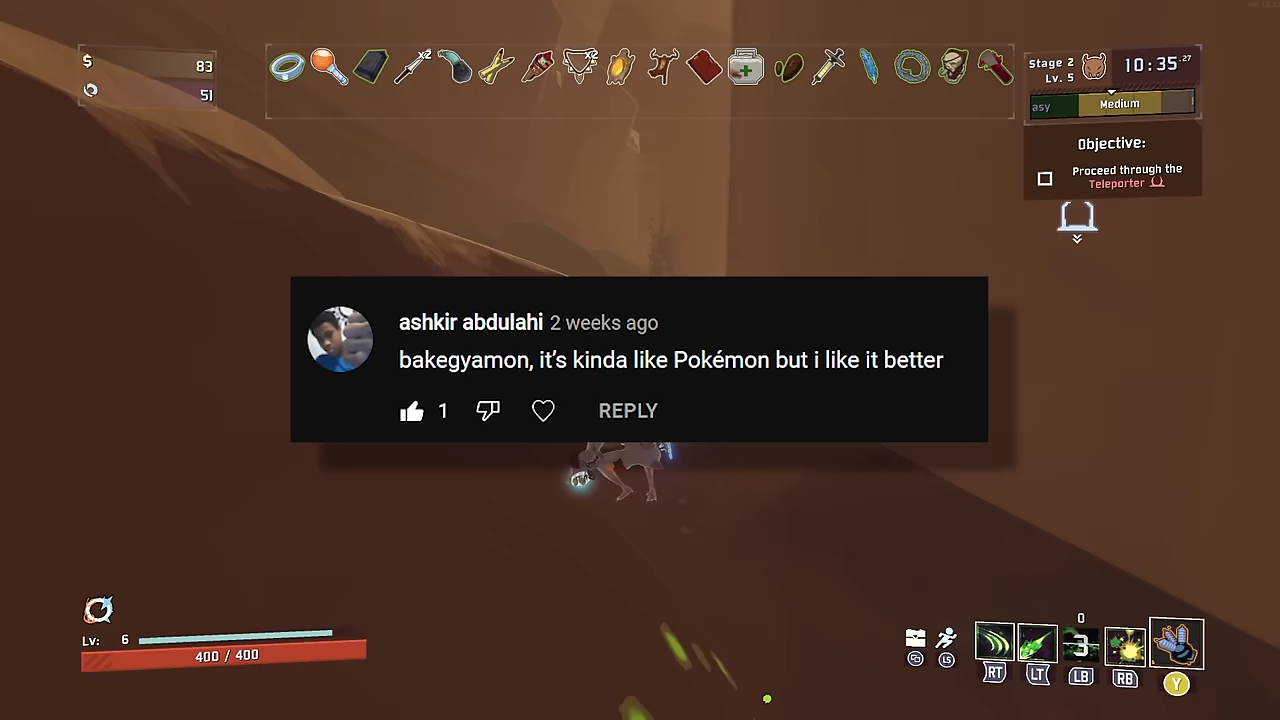 $ 83
51
x2
Stage 2
Lv. 5
10:35.27
asy Medium
Objective:
Proceed through the
Teleporter
ashkir abdulahi 2 weeks ago
bakegyamon, it’s kinda like Pokémon but i like it better
1 REPLY
Lv: 6
400 / 400
0
3
LS RT LT LB RB Y